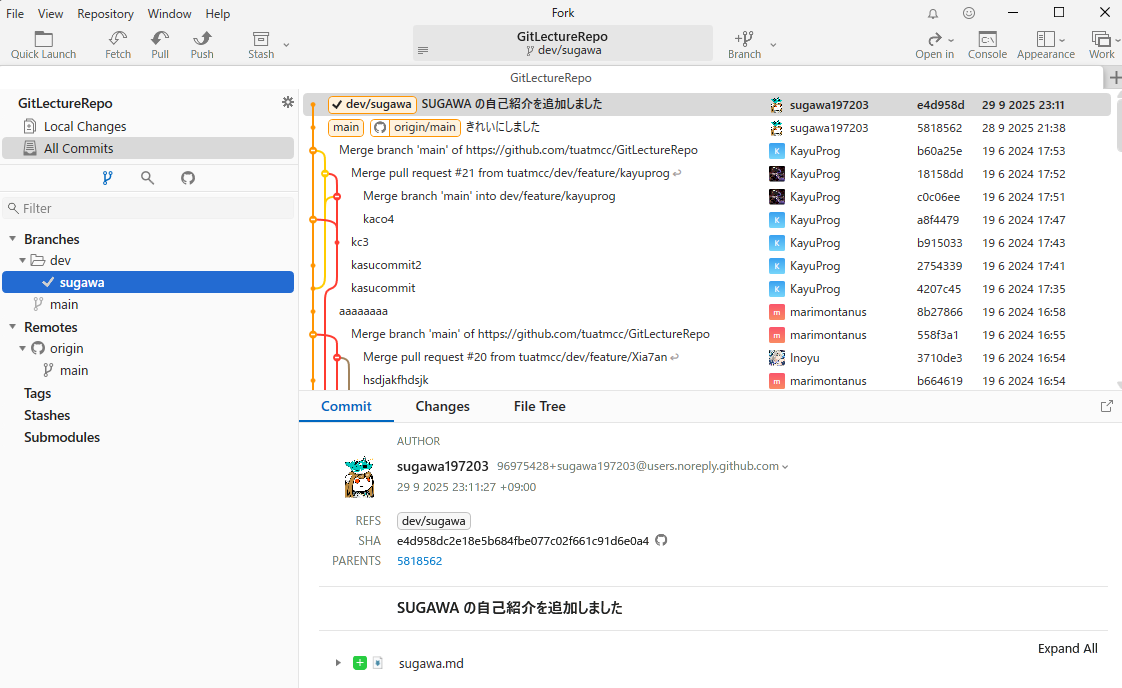 File View Repository Window Help Fork
Quick Launch Fetch Pull Push Stash GitLectureRepo dev/sugawa Branch Open in Console Appearance Work
GitLectureRepo
GitLectureRepo
Local Changes
All Commits
Filter
Branches
dev
sugawa
main
Remotes
origin
main
Tags
Stashes
Submodules
dev/sugawa SUGAWA の自己紹介を追加しました sugawa197203 e4d958d 29 9 2025 23:11
main origin/main きれいにしました sugawa197203 5818562 28 9 2025 21:38
Merge branch 'main' of https://github.com/tuatmcc/GitLectureRepo KayuProg b60a25e 19 6 2024 17:53
Merge pull request #21 from tuatmcc/dev/feature/kayuprog KayuProg 18158dd 19 6 2024 17:52
Merge branch 'main' into dev/feature/kayuprog KayuProg c0c06ee 19 6 2024 17:51
kaco4 KayuProg a8f4479 19 6 2024 17:47
kc3 KayuProg b915033 19 6 2024 17:43
kasucommit2 KayuProg 2754339 19 6 2024 17:41
kasucommit KayuProg 4207c45 19 6 2024 17:35
aaaaaaaa marimontanus 8b27866 19 6 2024 16:58
Merge branch 'main' of https://github.com/tuatmcc/GitLectureRepo marimontanus 558f3a1 19 6 2024 16:55
Merge pull request #20 from tuatmcc/dev/feature/Xia7an Inoyu 3710de3 19 6 2024 16:54
hsdjakfhdsjk marimontanus b664619 19 6 2024 16:54
Commit Changes File Tree
AUTHOR
sugawa197203 96975428+sugawa197203@users.noreply.github.com
29 9 2025 23:11:27 +09:00
REFS dev/sugawa
SHA e4d958dc2e18e5b684fbe077c02f661c91d6e0a4
PARENTS 5818562
SUGAWA の自己紹介を追加しました
Expand All
sugawa.md